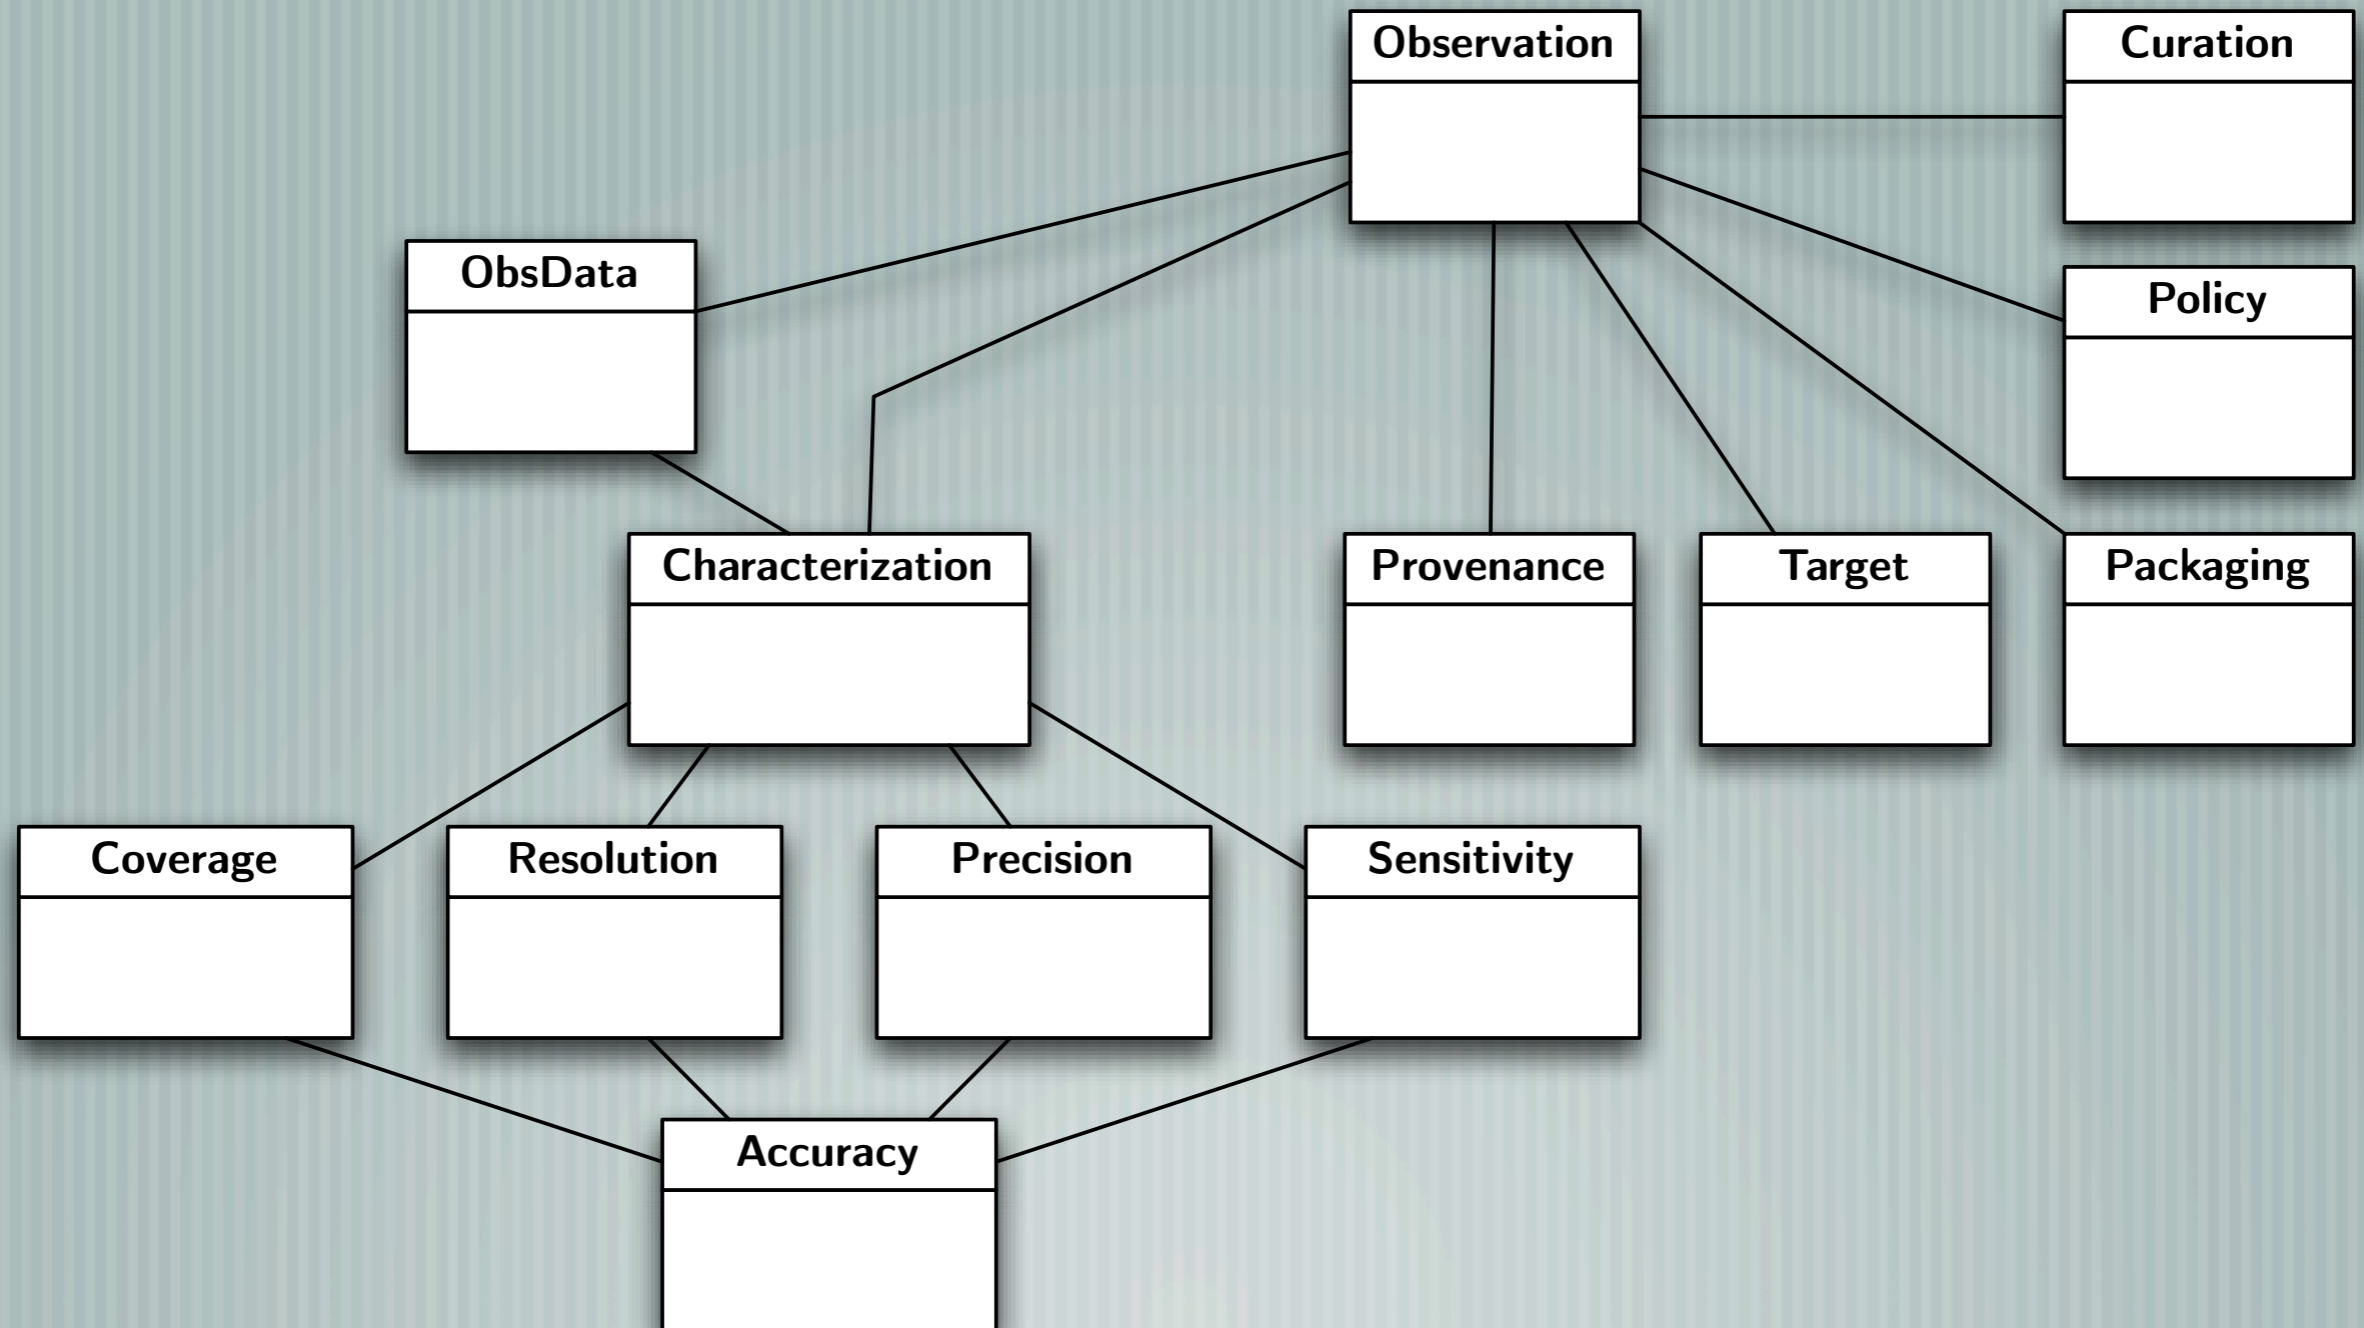 Observation
Curation
ObsData
Policy
Characterization
Provenance
Target
Packaging
Coverage
Resolution
Precision
Sensitivity
Accuracy